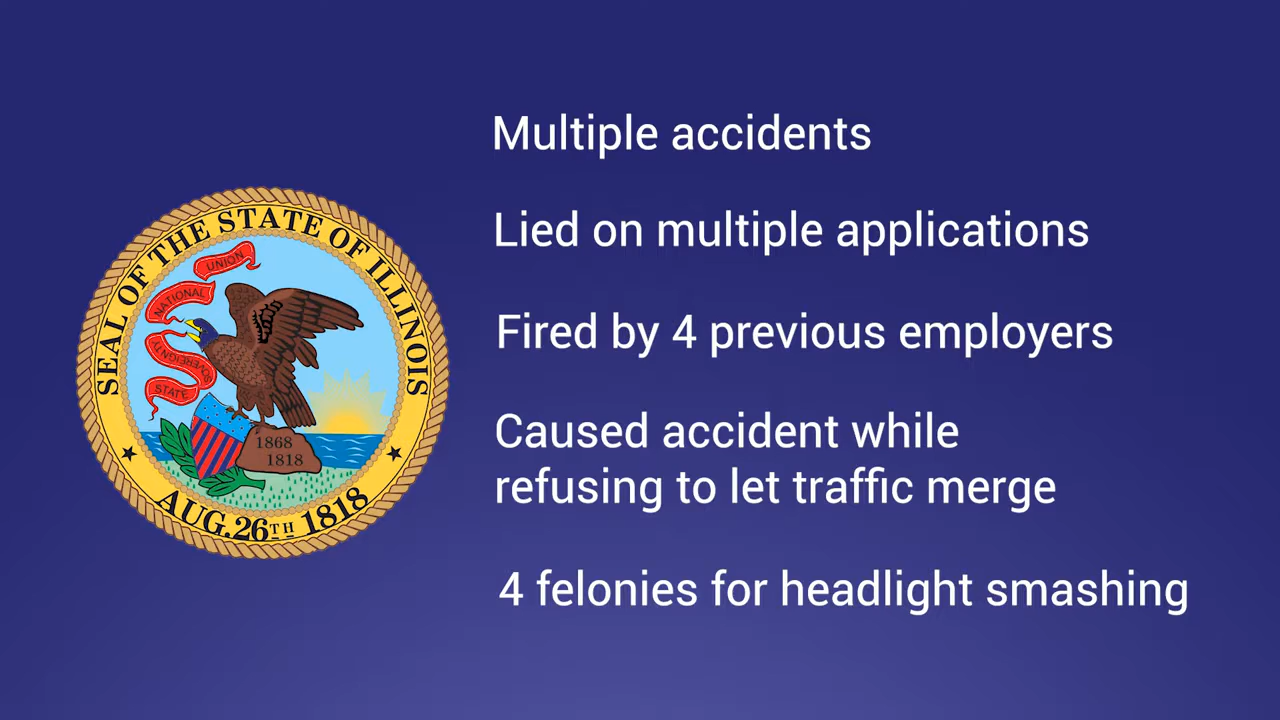 SEAL OF THE STATE OF ILLINOIS
UNION
NATIONAL
SOVEREIGNTY
STATE
1868
1818
AUG. 26TH 1818
Multiple accidents
Lied on multiple applications
Fired by 4 previous employers
Caused accident while
refusing to let traffic merge
4 felonies for headlight smashing